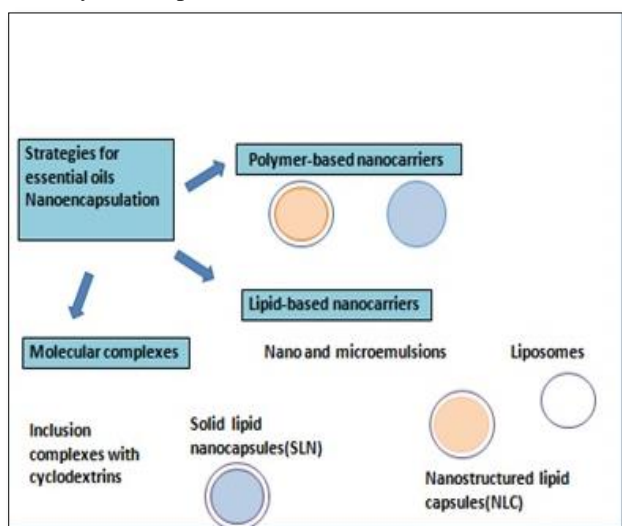 Strategies for
essential oils
Nanoencapsulation
Polymer-based nanocarriers
Lipid-based nanocarriers
Molecular complexes
Nano and microemulsions
Liposomes
Inclusion
complexes with
cyclodextrins
Solid lipid
nanocapsules(SLN)
Nanostructured lipid
capsules(NLC)